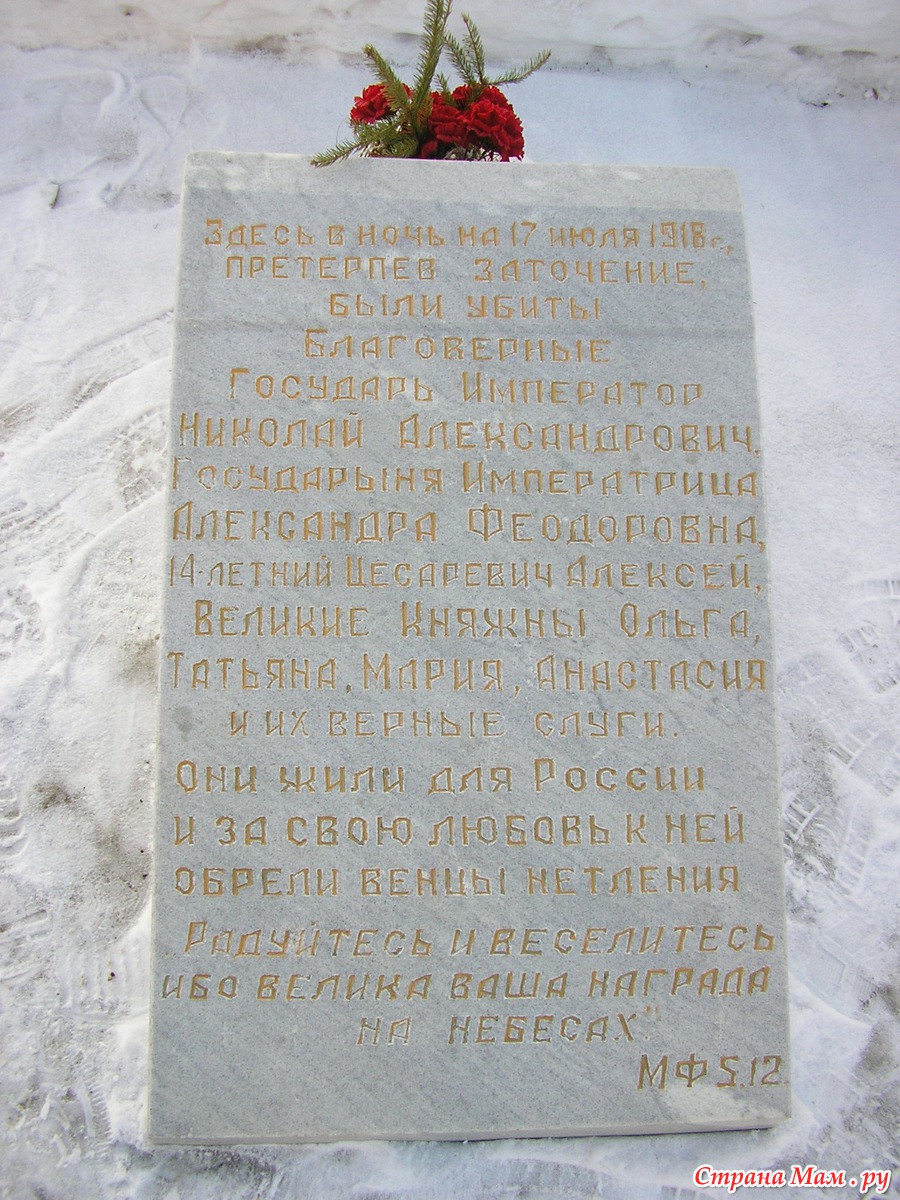 Здесь в ночь на 17 июля 1918 г.,
претерпев заточение,
были убиты
Благоверные
Государь Император
Николай Александрович,
Государыня Императрица
Александра Феодоровна,
14-летний Цесаревич Алексей,
Великие Княжны Ольга,
Татьяна, Мария, Анастасия
и их верные слуги.
Они жили для России
и за свою любовь к ней
обрели венцы нетления
"Радуйтесь и веселитесь
ибо велика ваша награда
на небесах"
МФ 5.12.
Страна Мам.ру